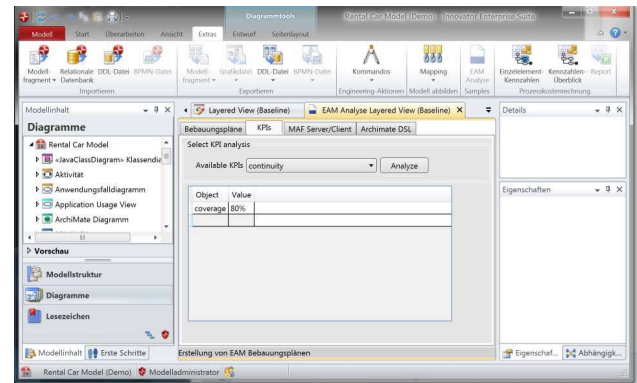 Diagrammtools
Rental Car Model (Demo) - Innovator Enterprise Suite
Modell Start Überarbeiten Ansicht Extras Entwurf Seitenlayout
Modell-fragment Relationale Datenbank DDL-Datei BPMN-Datei
Modell-fragment Grafikdatei DDL-Datei BPMN-Datei
Kommandos
Mapping
EAM Analyse
Einzelelement-Kennzahlen Kennzahlen-Überblick Report
Importieren Exportieren Engineering-Aktionen Modell abbilden Samples Prozesskostenrechnung
Modellinhalt
Layered View (Baseline) EAM Analyse Layered View (Baseline)
Details
Diagramme
Bebauungspläne KPIs MAF Server/Client Archimate DSL
Rental Car Model
Select KPI analysis
«JavaClassDiagram» Klassendia
Available KPIs continuity Analyze
Aktivität
Anwendungsfalldiagramm
Eigenschaften
Application Usage View
Object Value
ArchiMate Diagramm
coverage 80%
Vorschau
Modellstruktur
Diagramme
Lesezeichen
Modellinhalt Erste Schritte
Erstellung von EAM Bebauungsplänen
Eigenschaf... Abhängigk...
Rental Car Model (Demo) Modelladministrator